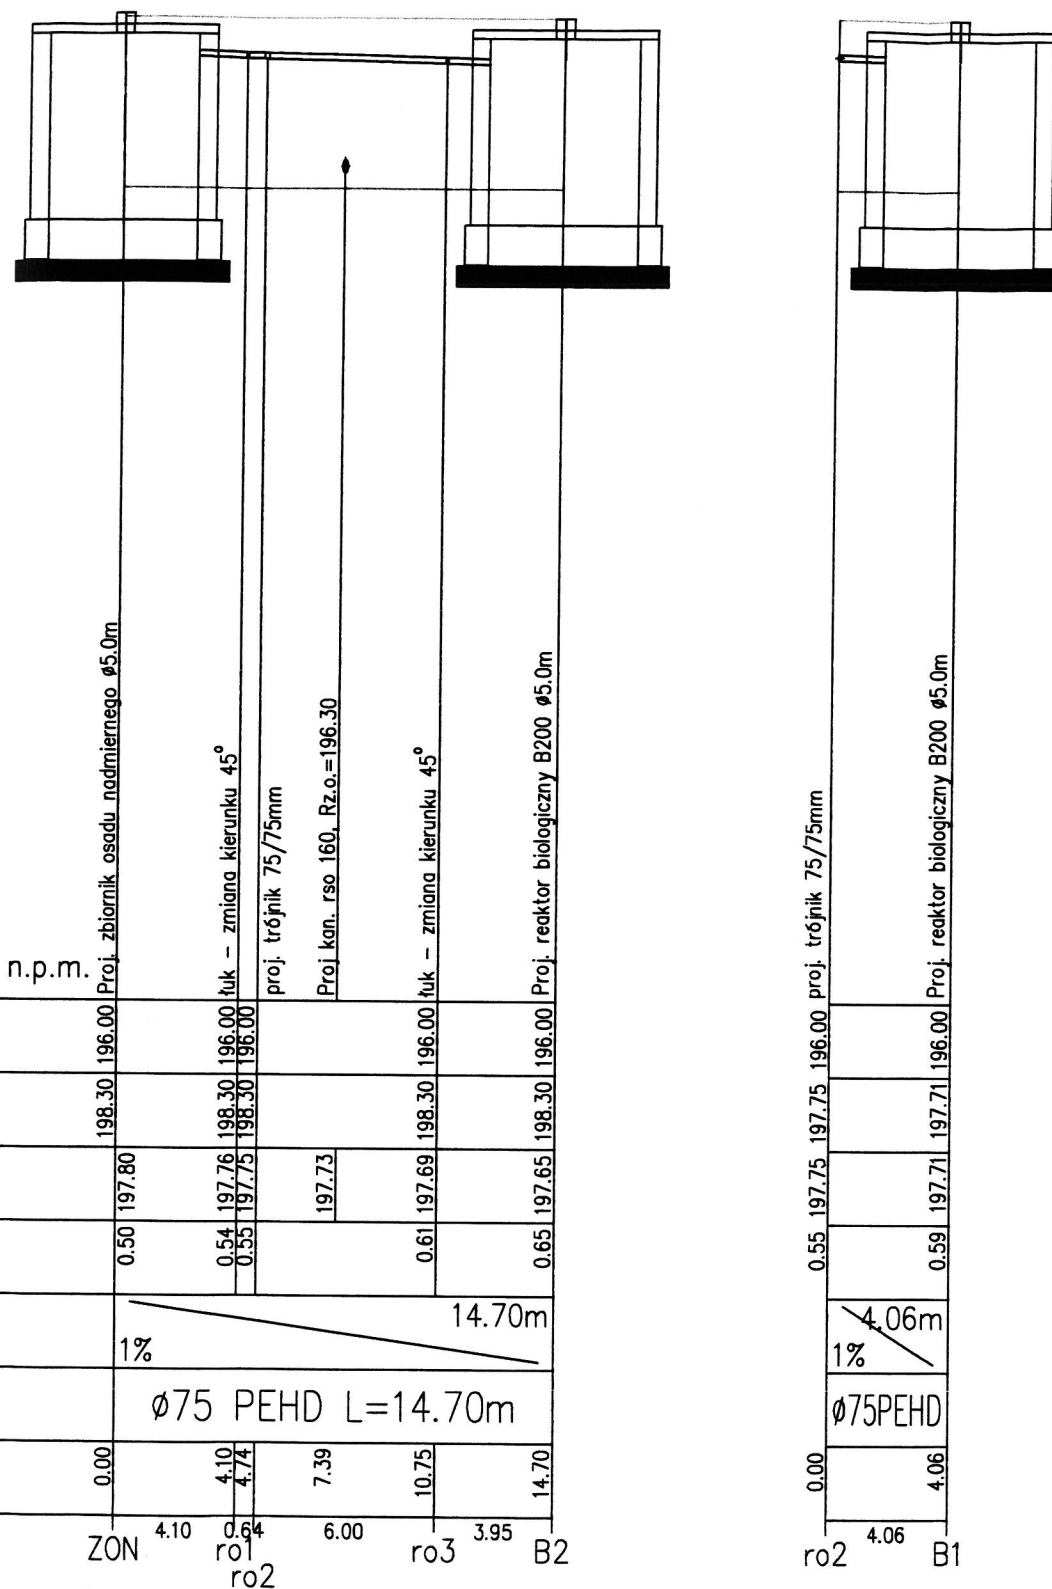 n.p.m.
Proj. zbiornik osadu nadmiernego ø5.0m
łuk – zmiana kierunku 45°
proj. trójnik 75/75mm
Proj kan. rso 160, Rz.o.=196.30
łuk – zmiana kierunku 45°
Proj. reaktor biologiczny B200 ø5.0m
196.00 196.00 196.00 196.00 196.00
198.30 198.30 198.30 198.30 198.30
197.80 197.76 197.75 197.73 197.69 197.65
0.50 0.54 0.55 0.61 0.65
14.70m
1%
ø75 PEHD L=14.70m
0.00 4.10 4.74 7.39 10.75 14.70
4.10 0.64 6.00 3.95
ZON ro1 ro3 B2
ro2
proj. trójnik 75/75mm
Proj. reaktor biologiczny B200 ø5.0m
196.00 196.00
197.75 197.71
197.75 197.71
0.55 0.59
4.06m
1%
ø75PEHD
0.00 4.06
4.06
ro2 B1